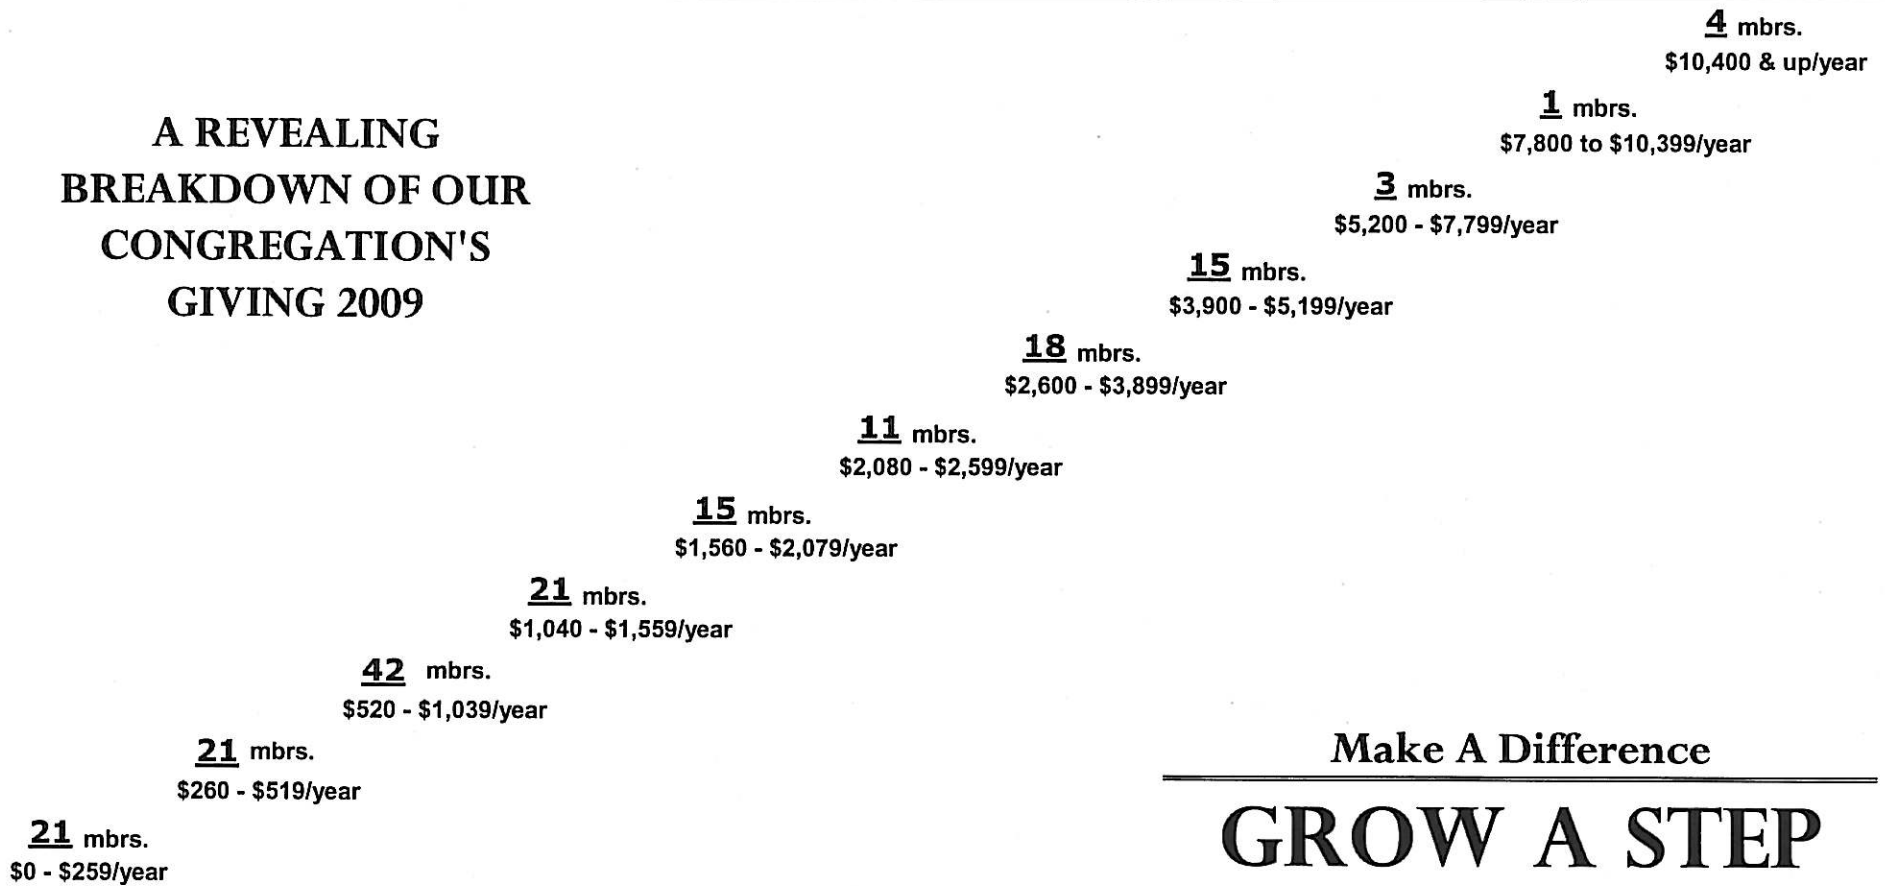 4 mbrs.
$10,400 & up/year
1 mbrs.
$7,800 to $10,399/year
A REVEALING
BREAKDOWN OF OUR
CONGREGATION'S
GIVING 2009
3 mbrs.
$5,200 - $7,799/year
15 mbrs.
$3,900 - $5,199/year
18 mbrs.
$2,600 - $3,899/year
11 mbrs.
$2,080 - $2,599/year
15 mbrs.
$1,560 - $2,079/year
21 mbrs.
$1,040 - $1,559/year
42 mbrs.
$520 - $1,039/year
21 mbrs.
$260 - $519/year
21 mbrs.
$0 - $259/year
Make A Difference
GROW A STEP